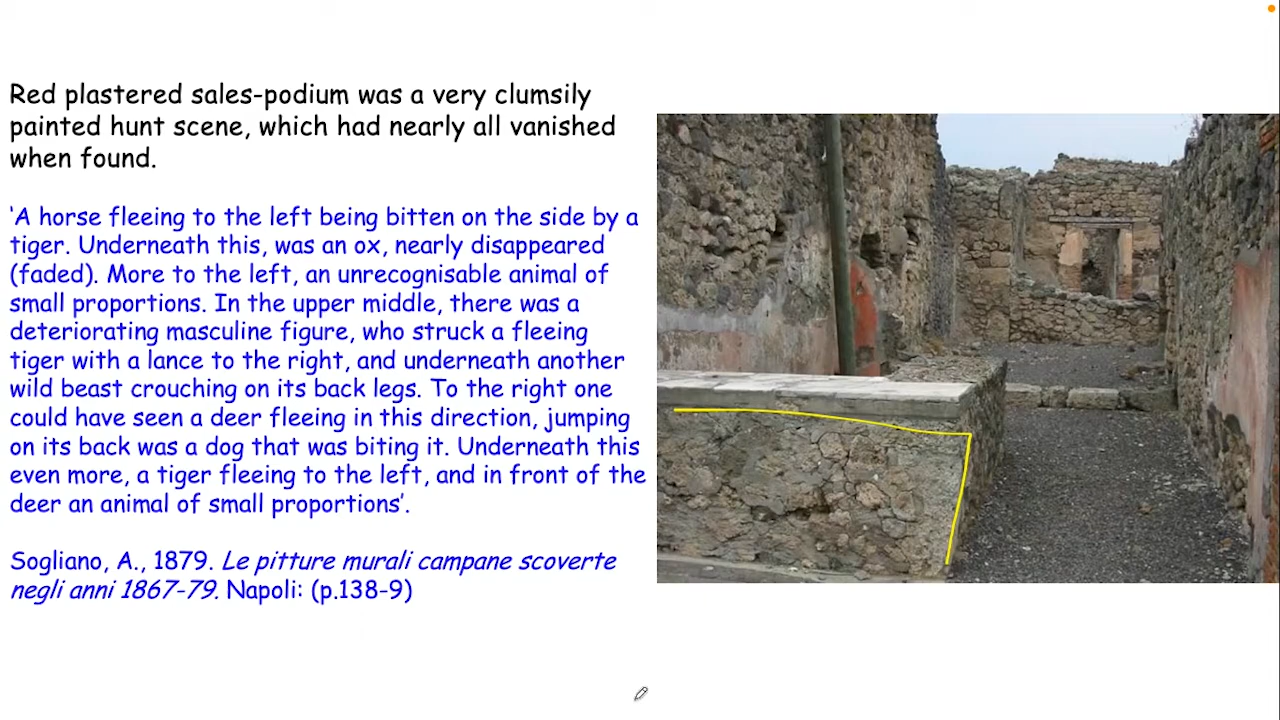 Red plastered sales-podium was a very clumsily
painted hunt scene, which had nearly all vanished
when found.
‘A horse fleeing to the left being bitten on the side by a
tiger. Underneath this, was an ox, nearly disappeared
(faded). More to the left, an unrecognisable animal of
small proportions. In the upper middle, there was a
deteriorating masculine figure, who struck a fleeing
tiger with a lance to the right, and underneath another
wild beast crouching on its back legs. To the right one
could have seen a deer fleeing in this direction, jumping
on its back was a dog that was biting it. Underneath this
even more, a tiger fleeing to the left, and in front of the
deer an animal of small proportions’.
Sogliano, A., 1879. Le pitture murali campane scoverte
negli anni 1867-79. Napoli: (p.138-9)